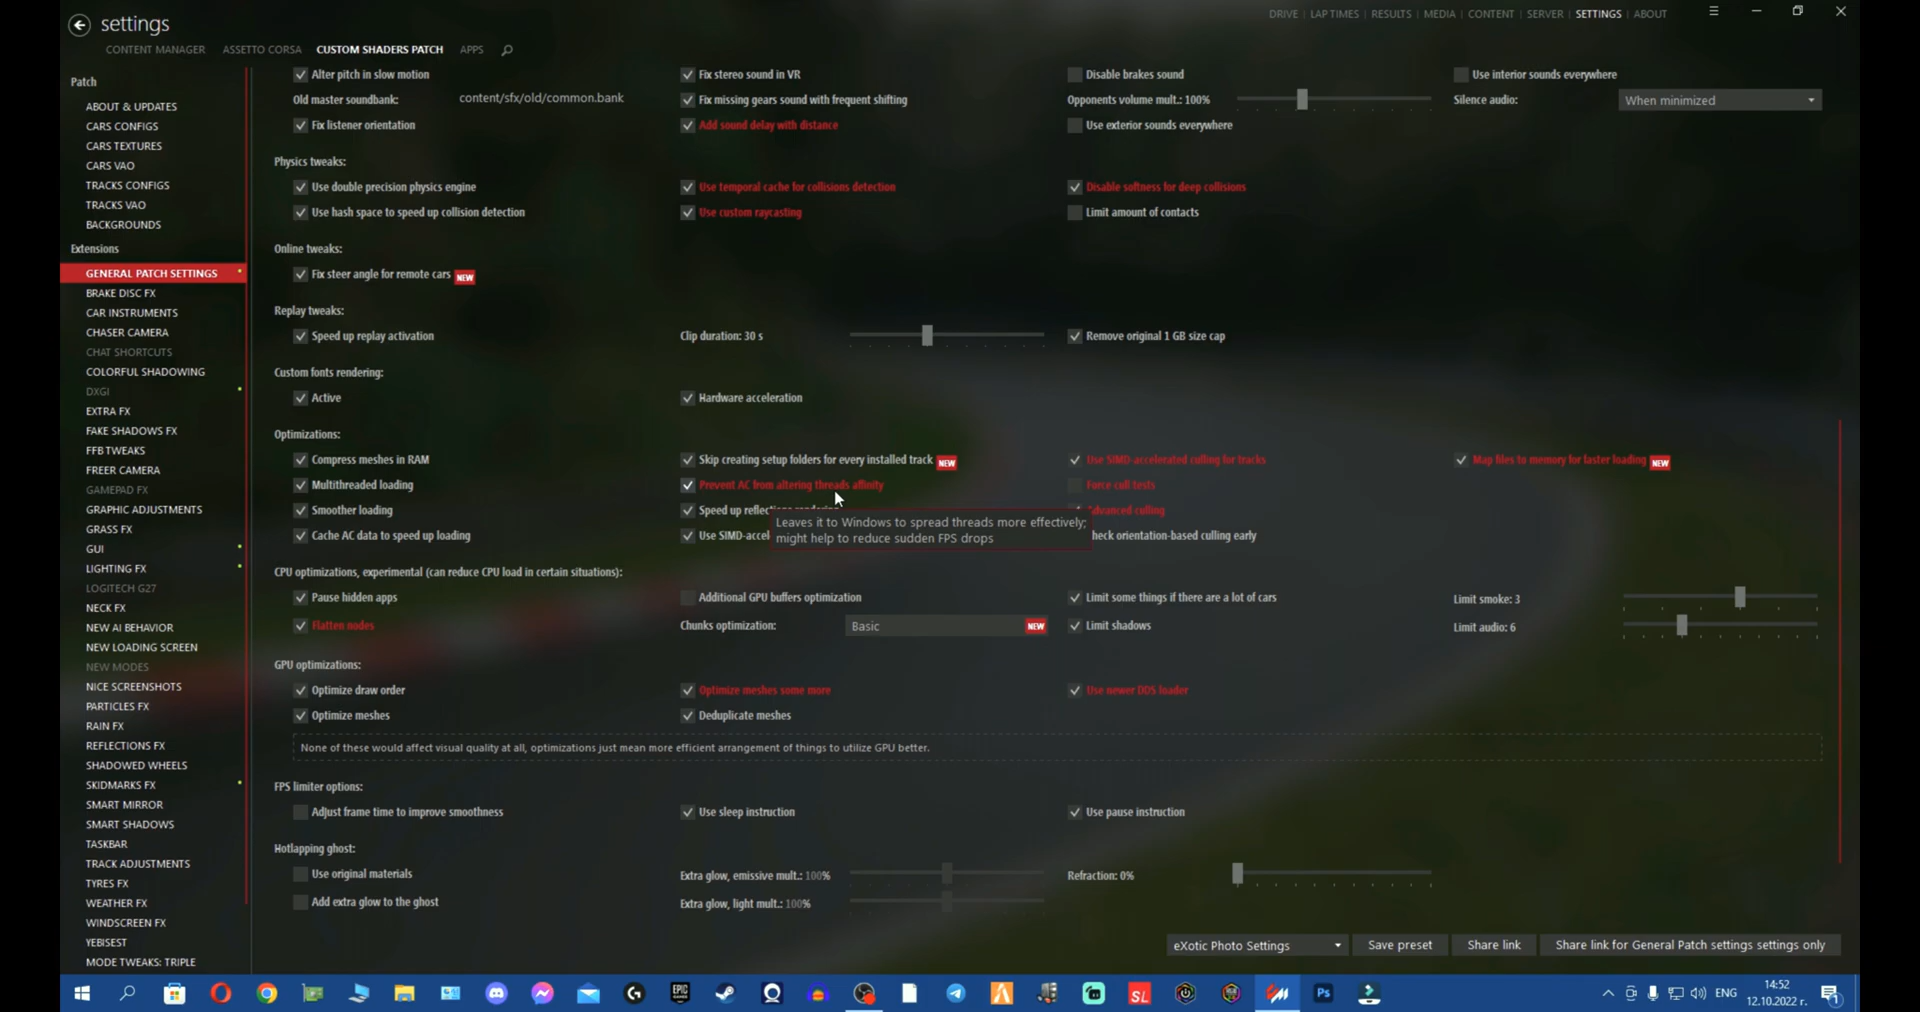 settings
DRIVE | LAP TIMES | RESULTS | MEDIA | CONTENT | SERVER | SETTINGS | ABOUT
CONTENT MANAGER ASSETTO CORSA CUSTOM SHADERS PATCH APPS
Patch
ABOUT & UPDATES
CARS CONFIGS
CARS TEXTURES
CARS VAO
TRACKS CONFIGS
TRACKS VAO
BACKGROUNDS
Extensions
GENERAL PATCH SETTINGS
BRAKE DISC FX
CAR INSTRUMENTS
CHASER CAMERA
CHAT SHORTCUTS
COLORFUL SHADOWING
DXGI
EXTRA FX
FAKE SHADOWS FX
FFB TWEAKS
FREER CAMERA
GAMEPAD FX
GRAPHIC ADJUSTMENTS
GRASS FX
GUI
LIGHTING FX
LOGITECH G27
NECK FX
NEW AI BEHAVIOR
NEW LOADING SCREEN
NEW MODES
NICE SCREENSHOTS
PARTICLES FX
RAIN FX
REFLECTIONS FX
SHADOWED WHEELS
SKIDMARKS FX
SMART MIRROR
SMART SHADOWS
TASKBAR
TRACK ADJUSTMENTS
TYRES FX
WEATHER FX
WINDSCREEN FX
YEBISEST
MODE TWEAKS: TRIPLE
Alter pitch in slow motion Fix stereo sound in VR Disable brakes sound Use interior sounds everywhere
Old master soundbank: content/sfx/old/common.bank Fix missing gears sound with frequent shifting Opponents volume mult.: 100% Silence audio: When minimized
Fix listener orientation Add sound delay with distance Use exterior sounds everywhere
Physics tweaks:
Use double precision physics engine Use temporal cache for collisions detection Disable softness for deep collisions
Use hash space to speed up collision detection Use custom raycasting Limit amount of contacts
Online tweaks:
Fix steer angle for remote cars NEW
Replay tweaks:
Speed up replay activation Clip duration: 30 s Remove original 1 GB size cap
Custom fonts rendering:
Active Hardware acceleration
Optimizations:
Compress meshes in RAM Skip creating setup folders for every installed track NEW Use SIMD-accelerated culling for tracks Map files to memory for faster loading NEW
Multithreaded loading Prevent AC from altering threads affinity Force cull tests
Smoother loading Speed up reflections rendering Advanced culling
Leaves it to Windows to spread threads more effectively;
might help to reduce sudden FPS drops
Cache AC data to speed up loading Use SIMD-accel heck orientation-based culling early
CPU optimizations, experimental (can reduce CPU load in certain situations):
Pause hidden apps Additional GPU buffers optimization Limit some things if there are a lot of cars Limit smoke: 3
Flatten nodes Chunks optimization: Basic NEW Limit shadows Limit audio: 6
GPU optimizations:
Optimize draw order Optimize meshes some more Use newer DDS loader
Optimize meshes Deduplicate meshes
None of these would affect visual quality at all, optimizations just mean more efficient arrangement of things to utilize GPU better.
FPS limiter options:
Adjust frame time to improve smoothness Use sleep instruction Use pause instruction
Hotlapping ghost:
Use original materials Extra glow, emissive mult.: 100% Refraction: 0%
Add extra glow to the ghost Extra glow, light mult.: 100%
eXotic Photo Settings Save preset Share link Share link for General Patch settings settings only
EPIC GAMES SL Ps ENG 14:52
12.10.2022 г. 1